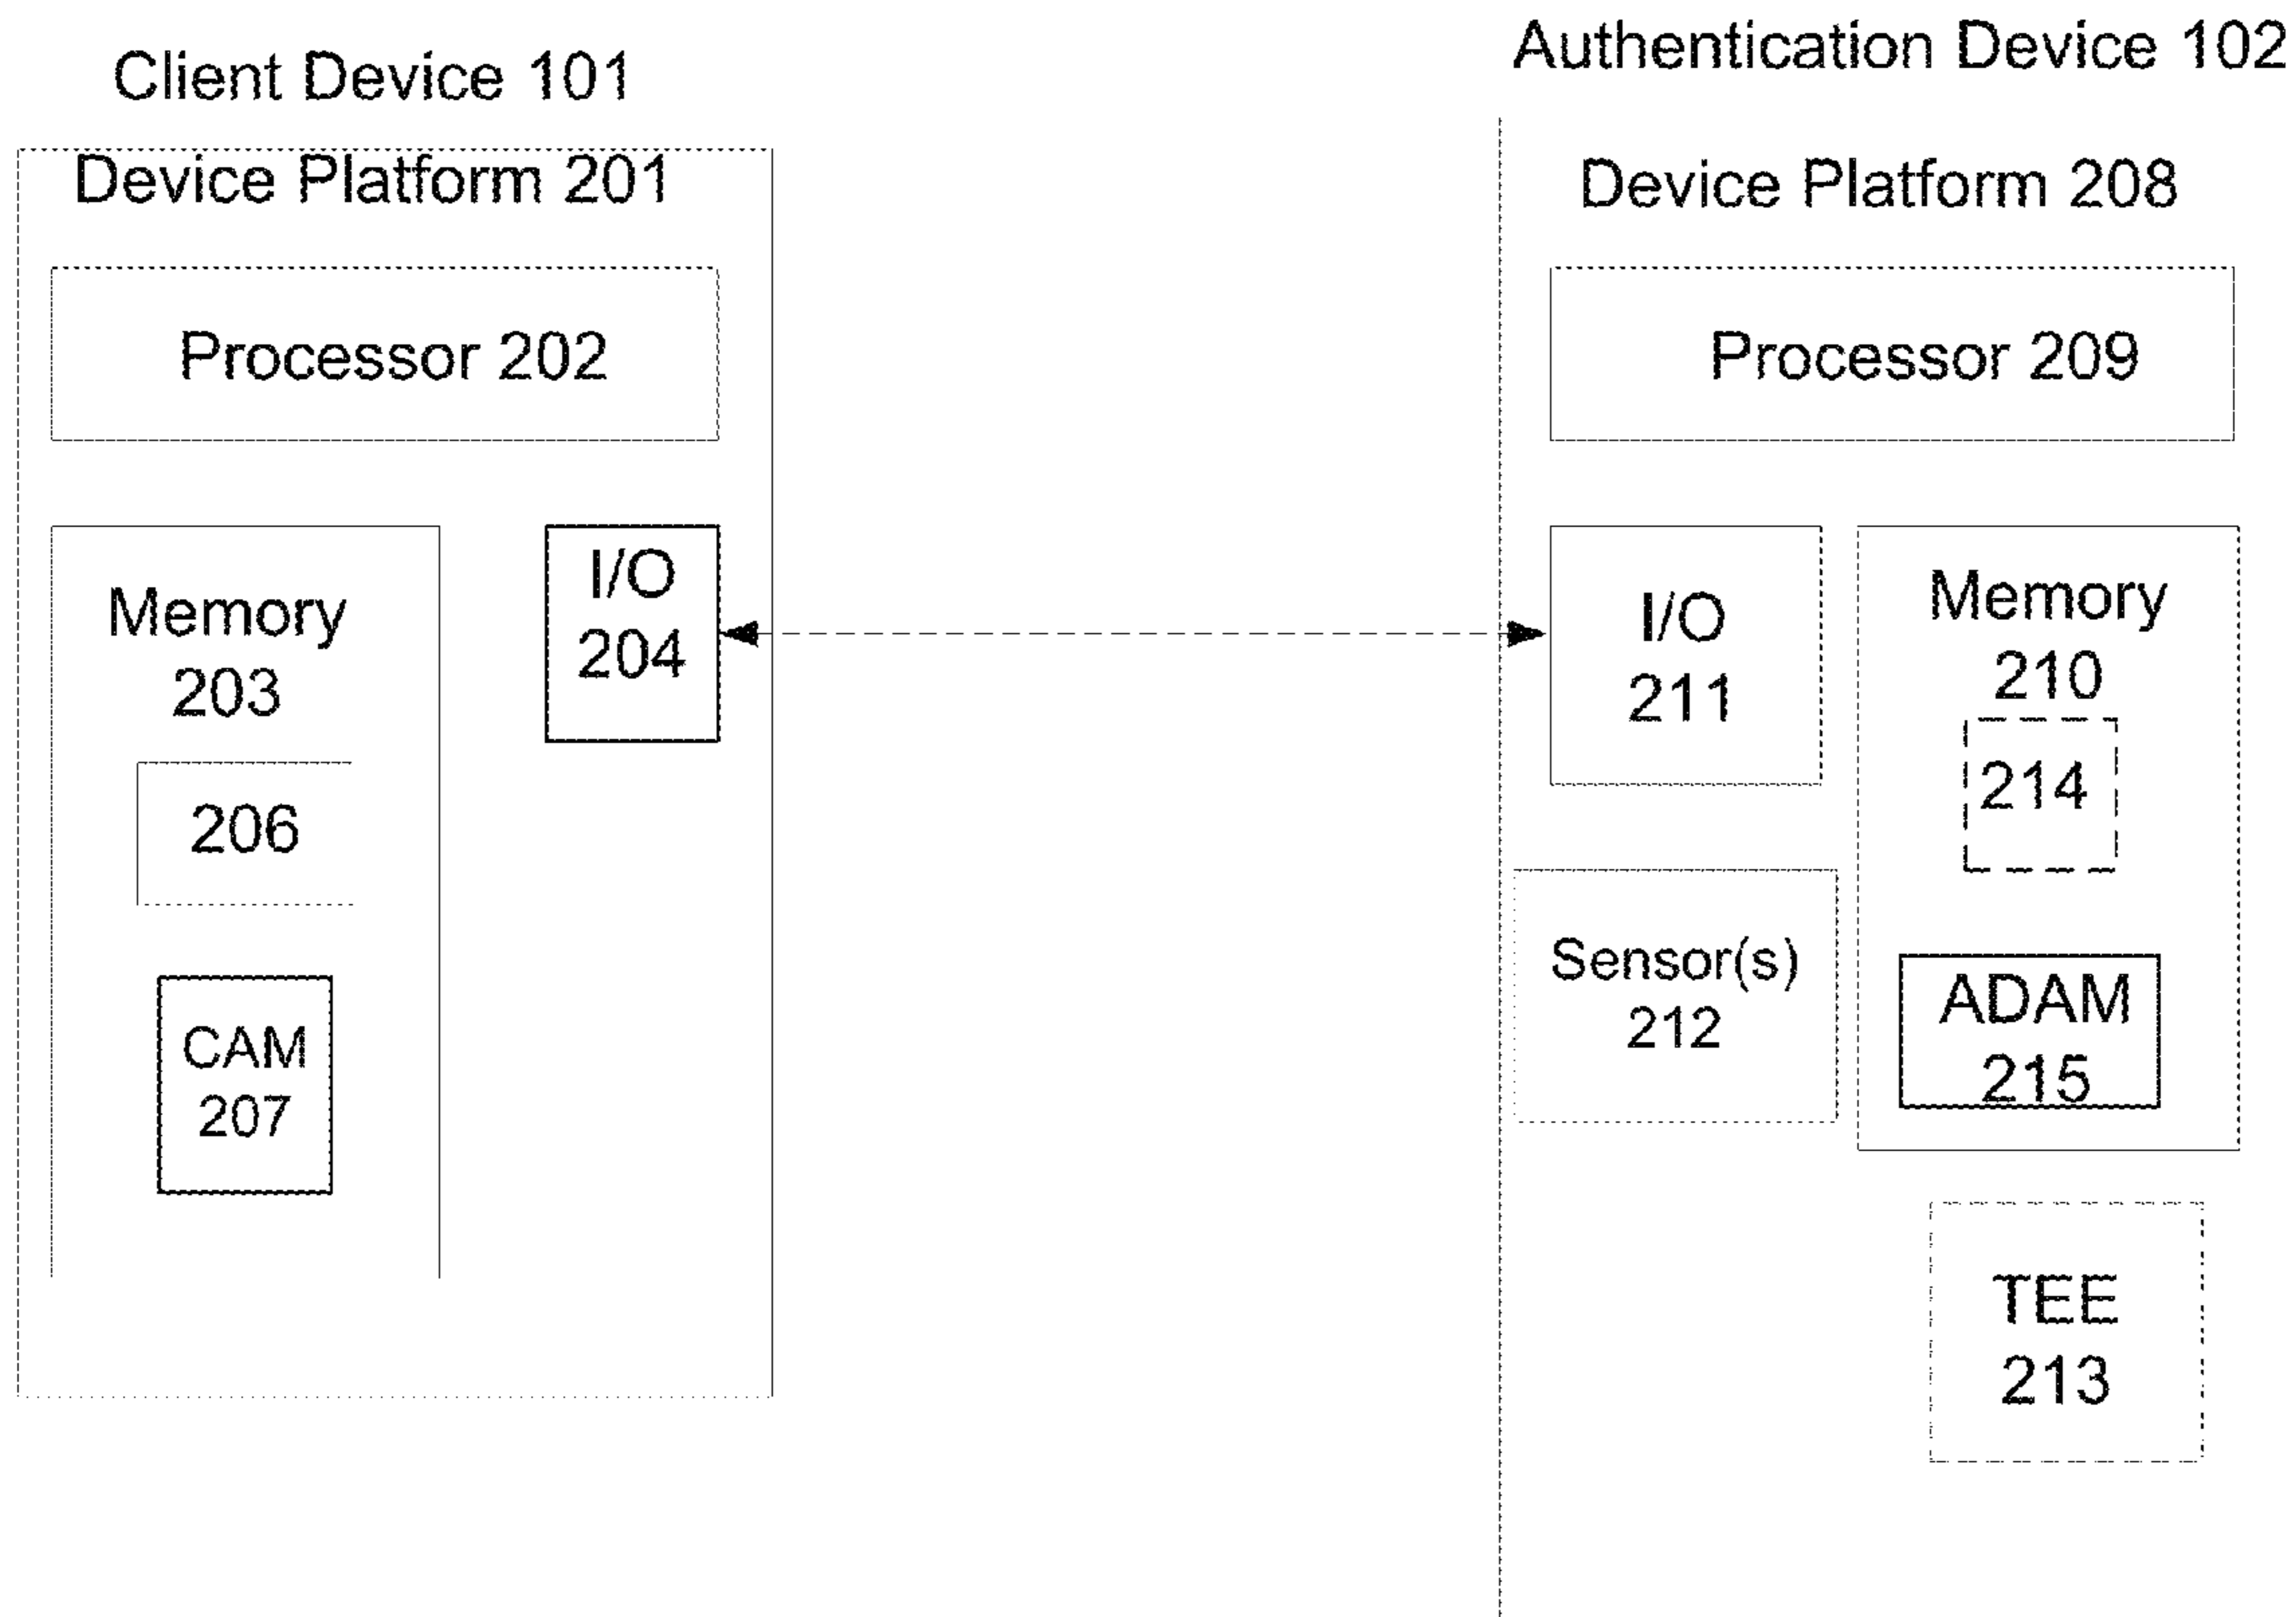 Client Device 101
Device Platform 201
Processor 202
Memory
203
206
CAM
207
I/O
204
Authentication Device 102
Device Platform 208
Processor 209
I/O
211
Memory
210
214
ADAM
215
Sensor(s)
212
TEE
213